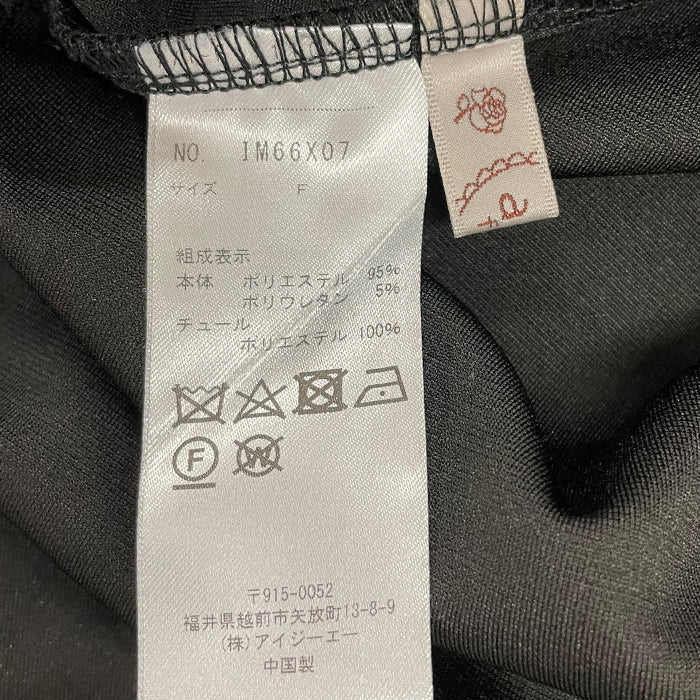 NO. IM66X07
サイズ F
組成表示
本体 ポリエステル 95%
ポリウレタン 5%
チュール
ポリエステル 100%
F
W
〒915-0052
福井県越前市矢放町13-8-9
(株)アイジーエー
中国製